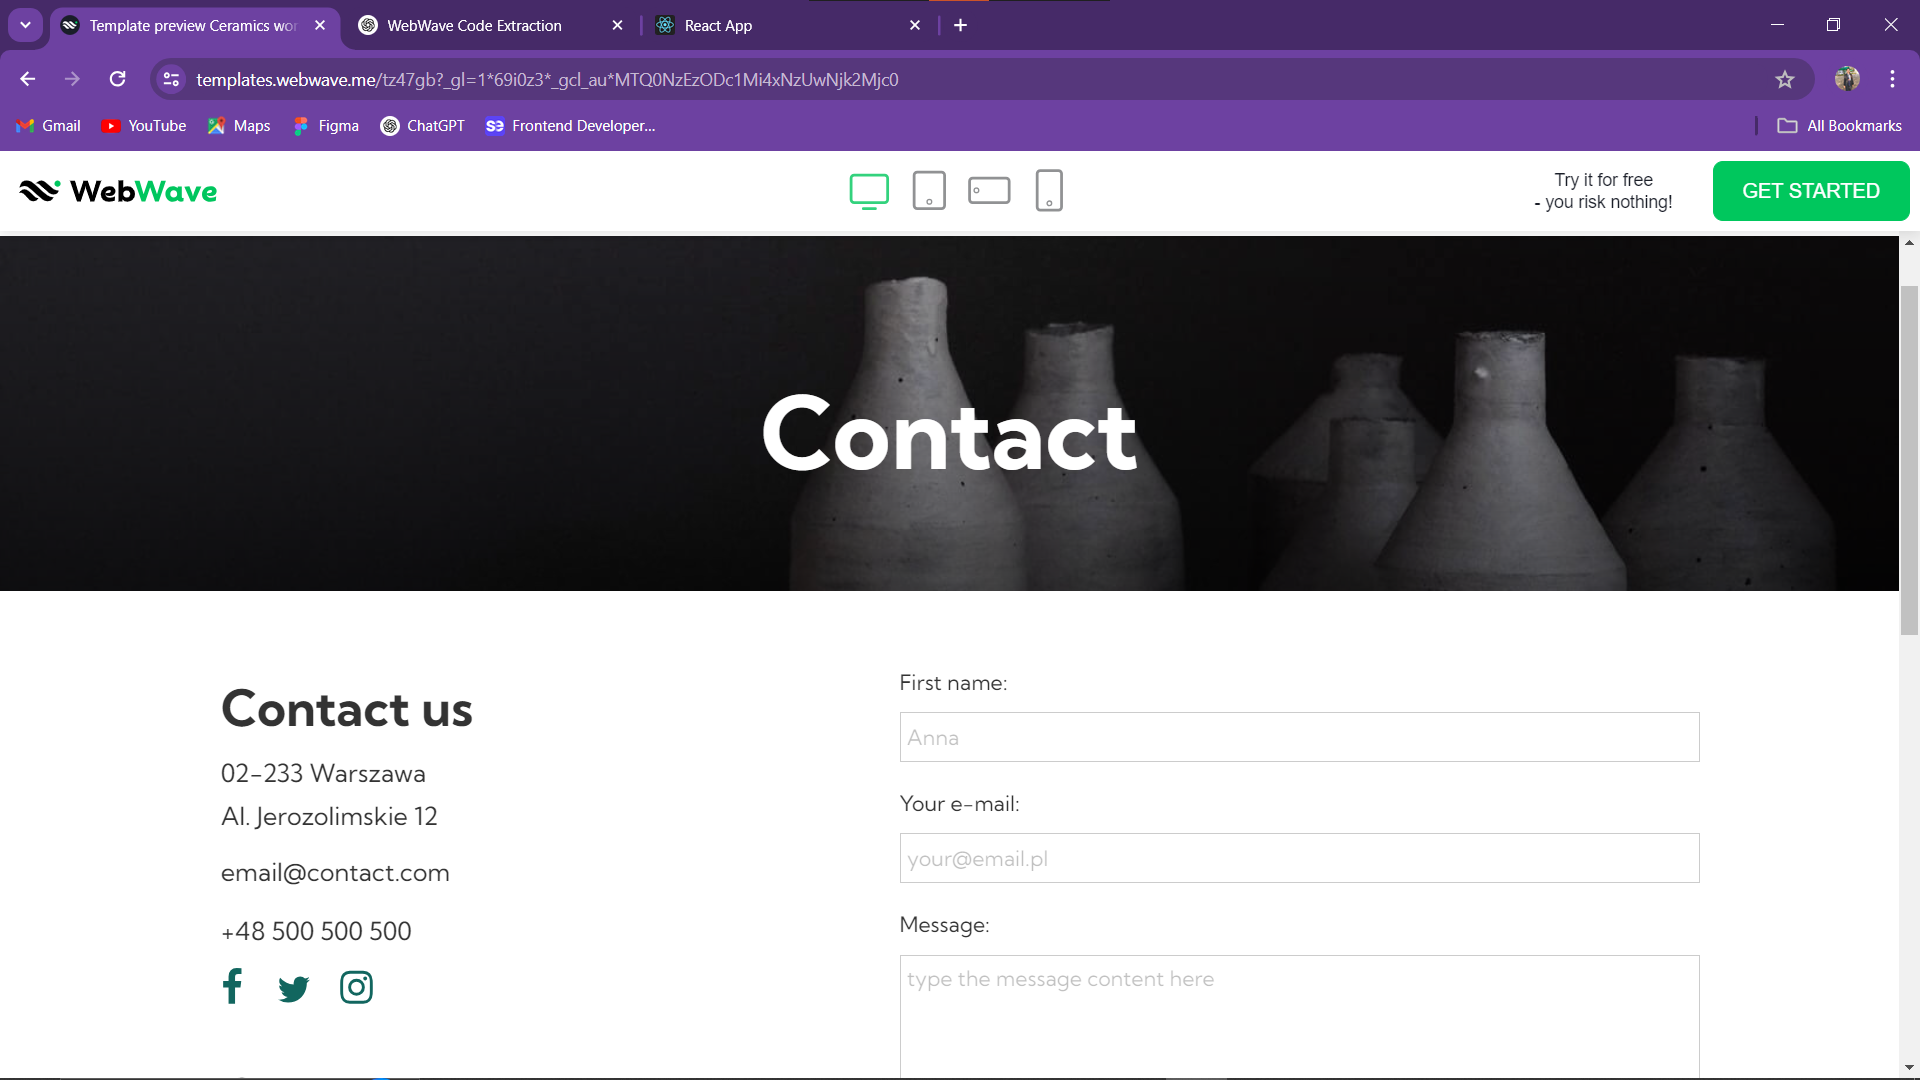 Template preview Ceramics wor
WebWave Code Extraction
React App
templates.webwave.me/tz47gb?_gl=1*69i0z3*_gcl_au*MTQ0NzEzODc1Mi4xNzUwNjk2Mjc0
Gmail
YouTube
Maps
Figma
ChatGPT
Frontend Developer...
All Bookmarks
WebWave
Try it for free
- you risk nothing!
GET STARTED
Contact
Contact us
02-233 Warszawa
Al. Jerozolimskie 12
email@contact.com
+48 500 500 500
First name:
Anna
Your e-mail:
your@email.pl
Message:
type the message content here